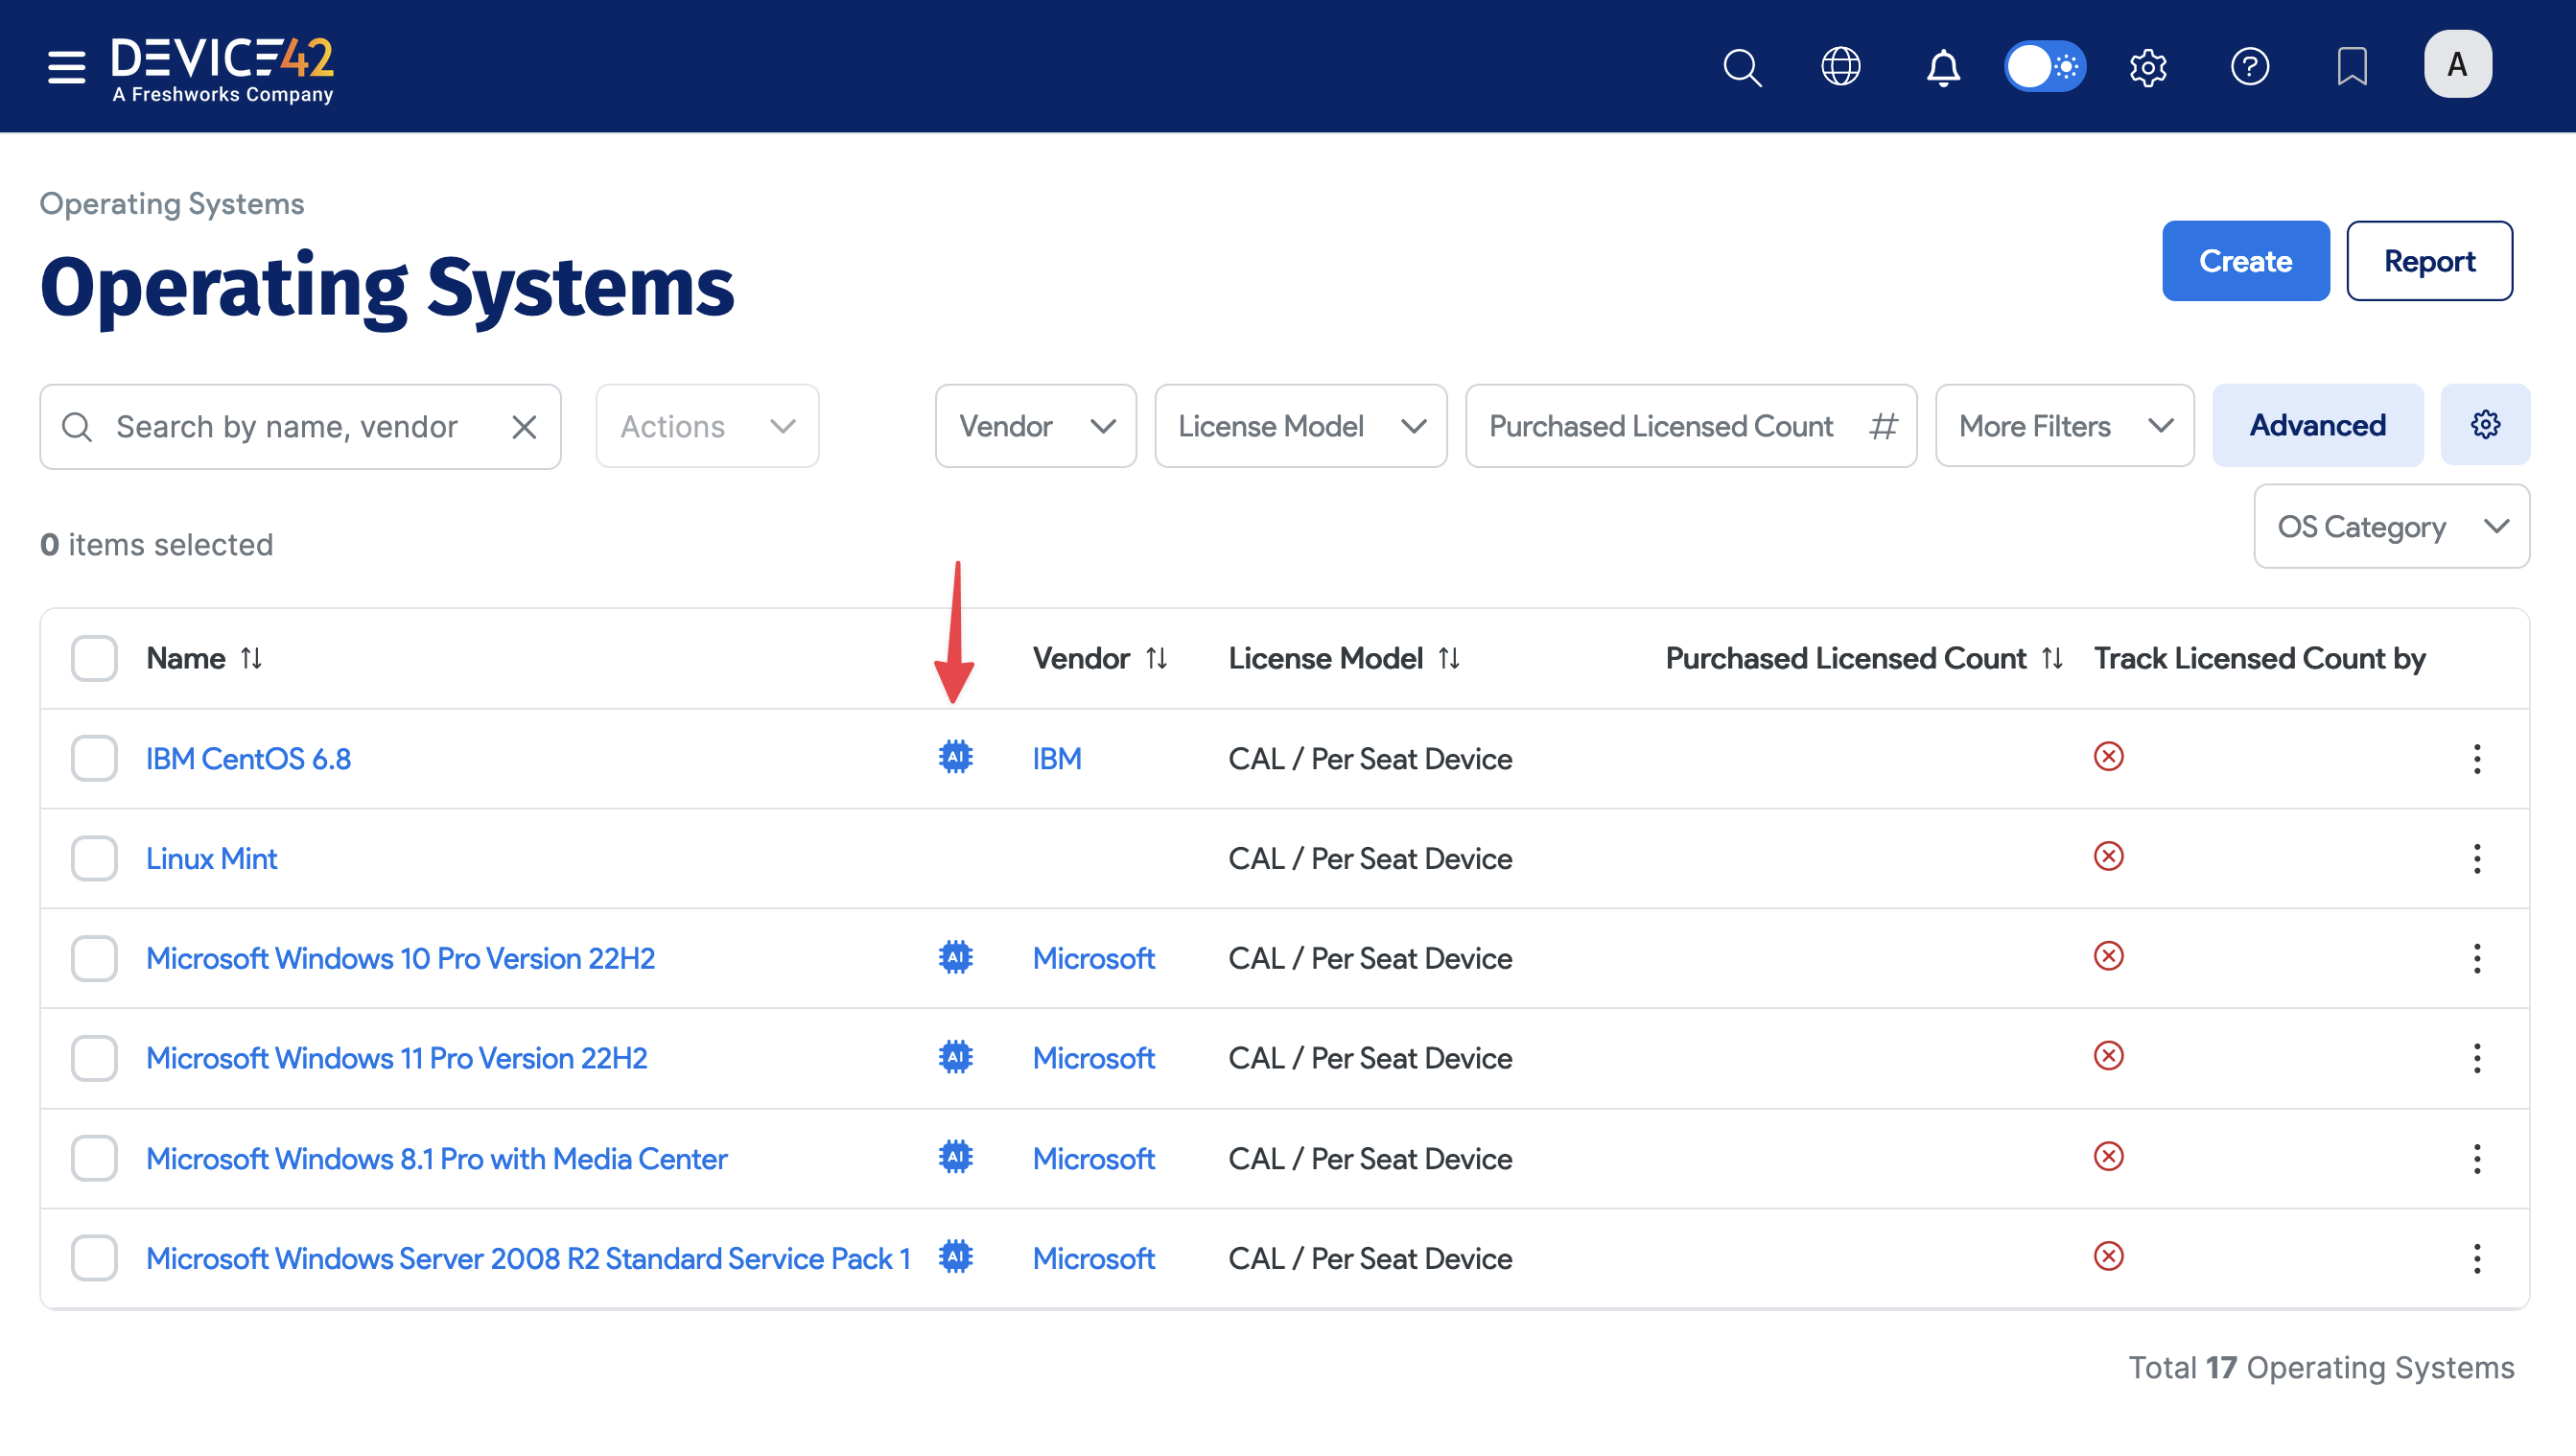 DEVICE42
A Freshworks Company
A
Operating Systems
Operating Systems
Create
Report
Search by name, vendor
Actions
Vendor
License Model
Purchased Licensed Count #
More Filters
Advanced
0 items selected
OS Category
Name Vendor License Model Purchased Licensed Count Track Licensed Count by
IBM CentOS 6.8 AI IBM CAL / Per Seat Device
Linux Mint CAL / Per Seat Device
Microsoft Windows 10 Pro Version 22H2 AI Microsoft CAL / Per Seat Device
Microsoft Windows 11 Pro Version 22H2 AI Microsoft CAL / Per Seat Device
Microsoft Windows 8.1 Pro with Media Center AI Microsoft CAL / Per Seat Device
Microsoft Windows Server 2008 R2 Standard Service Pack 1 AI Microsoft CAL / Per Seat Device
Total 17 Operating Systems